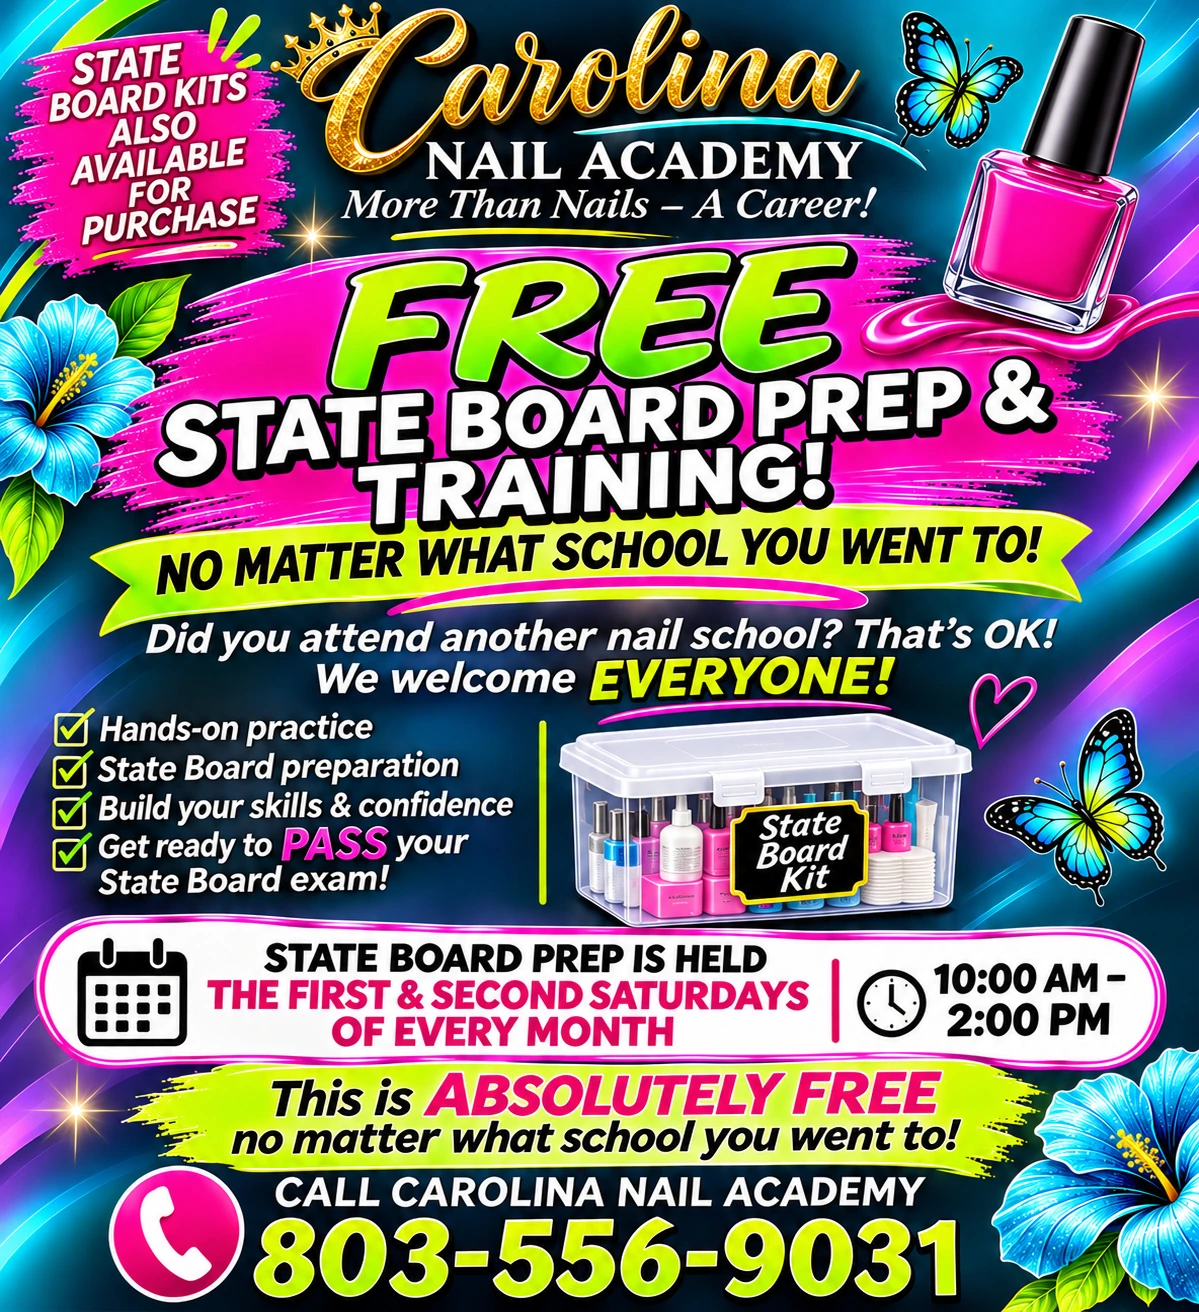 STATE
BOARD KITS
ALSO
AVAILABLE
FOR
PURCHASE
Carolina
NAIL ACADEMY
More Than Nails – A Career!
FREE
STATE BOARD PREP &
TRAINING!
NO MATTER WHAT SCHOOL YOU WENT TO!
Did you attend another nail school? That's OK!
We welcome EVERYONE!
Hands-on practice
State Board preparation
Build your skills & confidence
Get ready to PASS your
State Board exam!
State
Board
Kit
STATE BOARD PREP IS HELD
THE FIRST & SECOND SATURDAYS
OF EVERY MONTH
10:00 AM –
2:00 PM
This is ABSOLUTELY FREE
no matter what school you went to!
CALL CAROLINA NAIL ACADEMY
803-556-9031